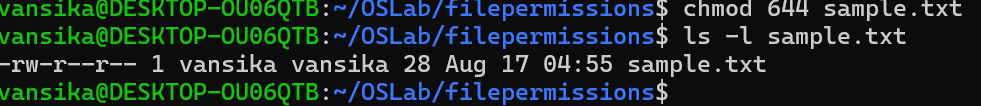 vansika@DESKTOP-OU06QTB:~/OSLab/filepermissions$ chmod 644 sample.txt
vansika@DESKTOP-OU06QTB:~/OSLab/filepermissions$ ls -l sample.txt
-rw-r--r-- 1 vansika vansika 28 Aug 17 04:55 sample.txt
vansika@DESKTOP-OU06QTB:~/OSLab/filepermissions$